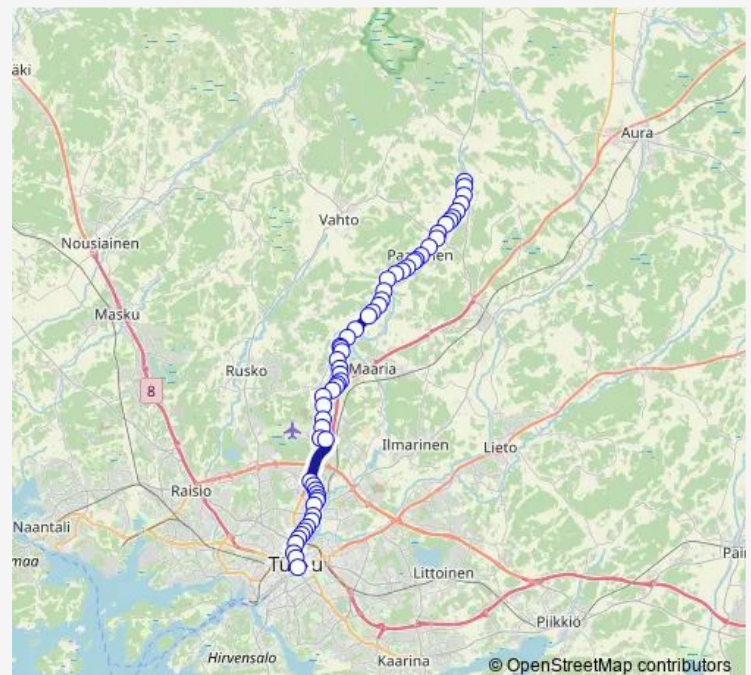 äki
Aura
Vahto
Nousiainen
Masku
Rusko
Maaria
8
Ilmarinen
Lieto
Raisio
Naantali
maa
Littoinen
Piikkiö
Hirvensalo
Kaarina
© OpenStreetMap contributors